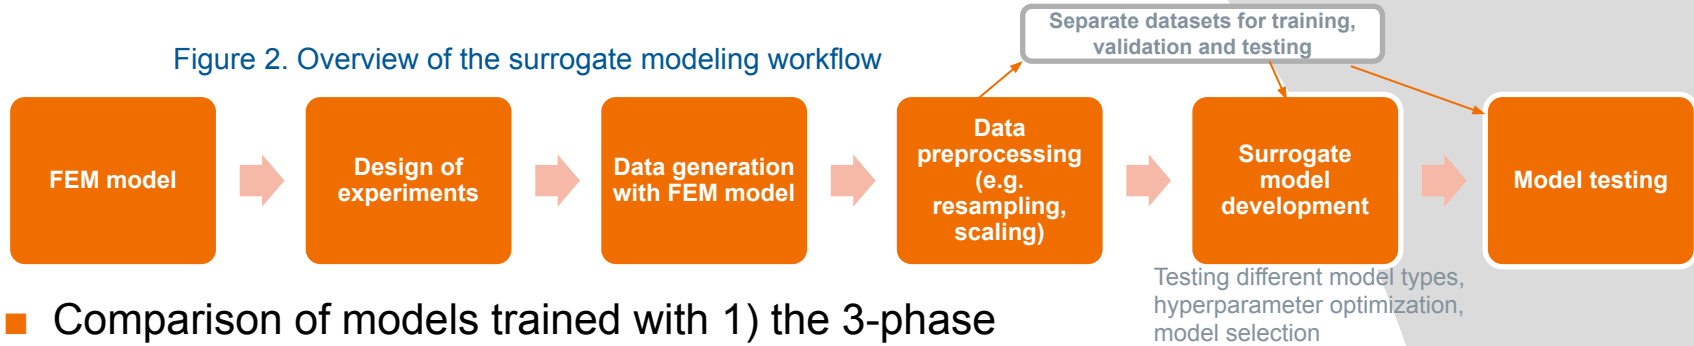 Separate datasets for training,
validation and testing
Figure 2. Overview of the surrogate modeling workflow
FEM model
Design of
experiments
Data generation
with FEM model
Data
preprocessing
(e.g.
resampling,
scaling)
Surrogate
model
development
Model testing
Testing different model types,
hyperparameter optimization,
model selection
Comparison of models trained with 1) the 3-phase